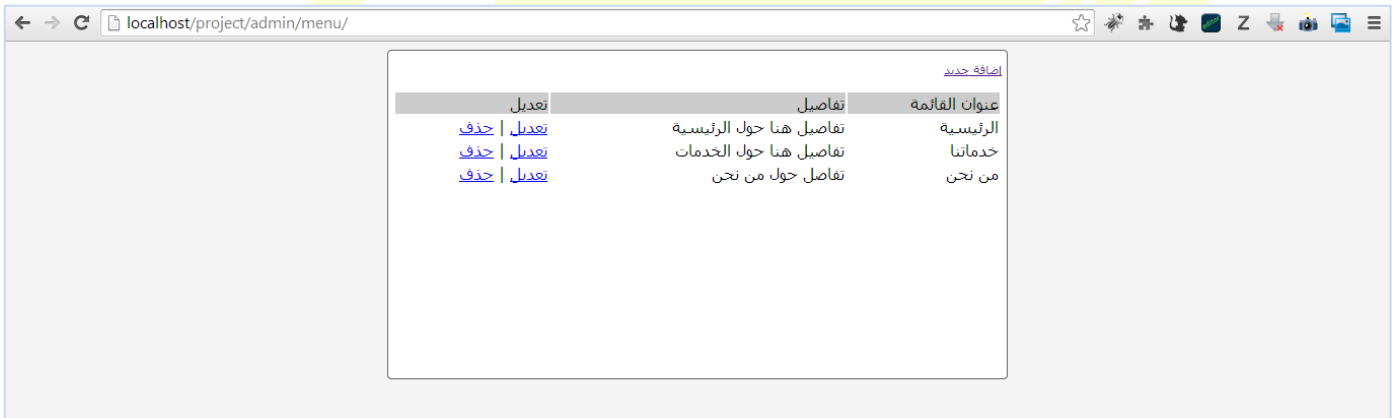 localhost/project/admin/menu/
إضافة جديد
عنوان القائمة تفاصيل تعديل
الرئيسية تفاصيل هنا حول الرئيسية تعديل | حذف
خدماتنا تفاصيل هنا حول الخدمات تعديل | حذف
من نحن تفاصل حول من نحن تعديل | حذف